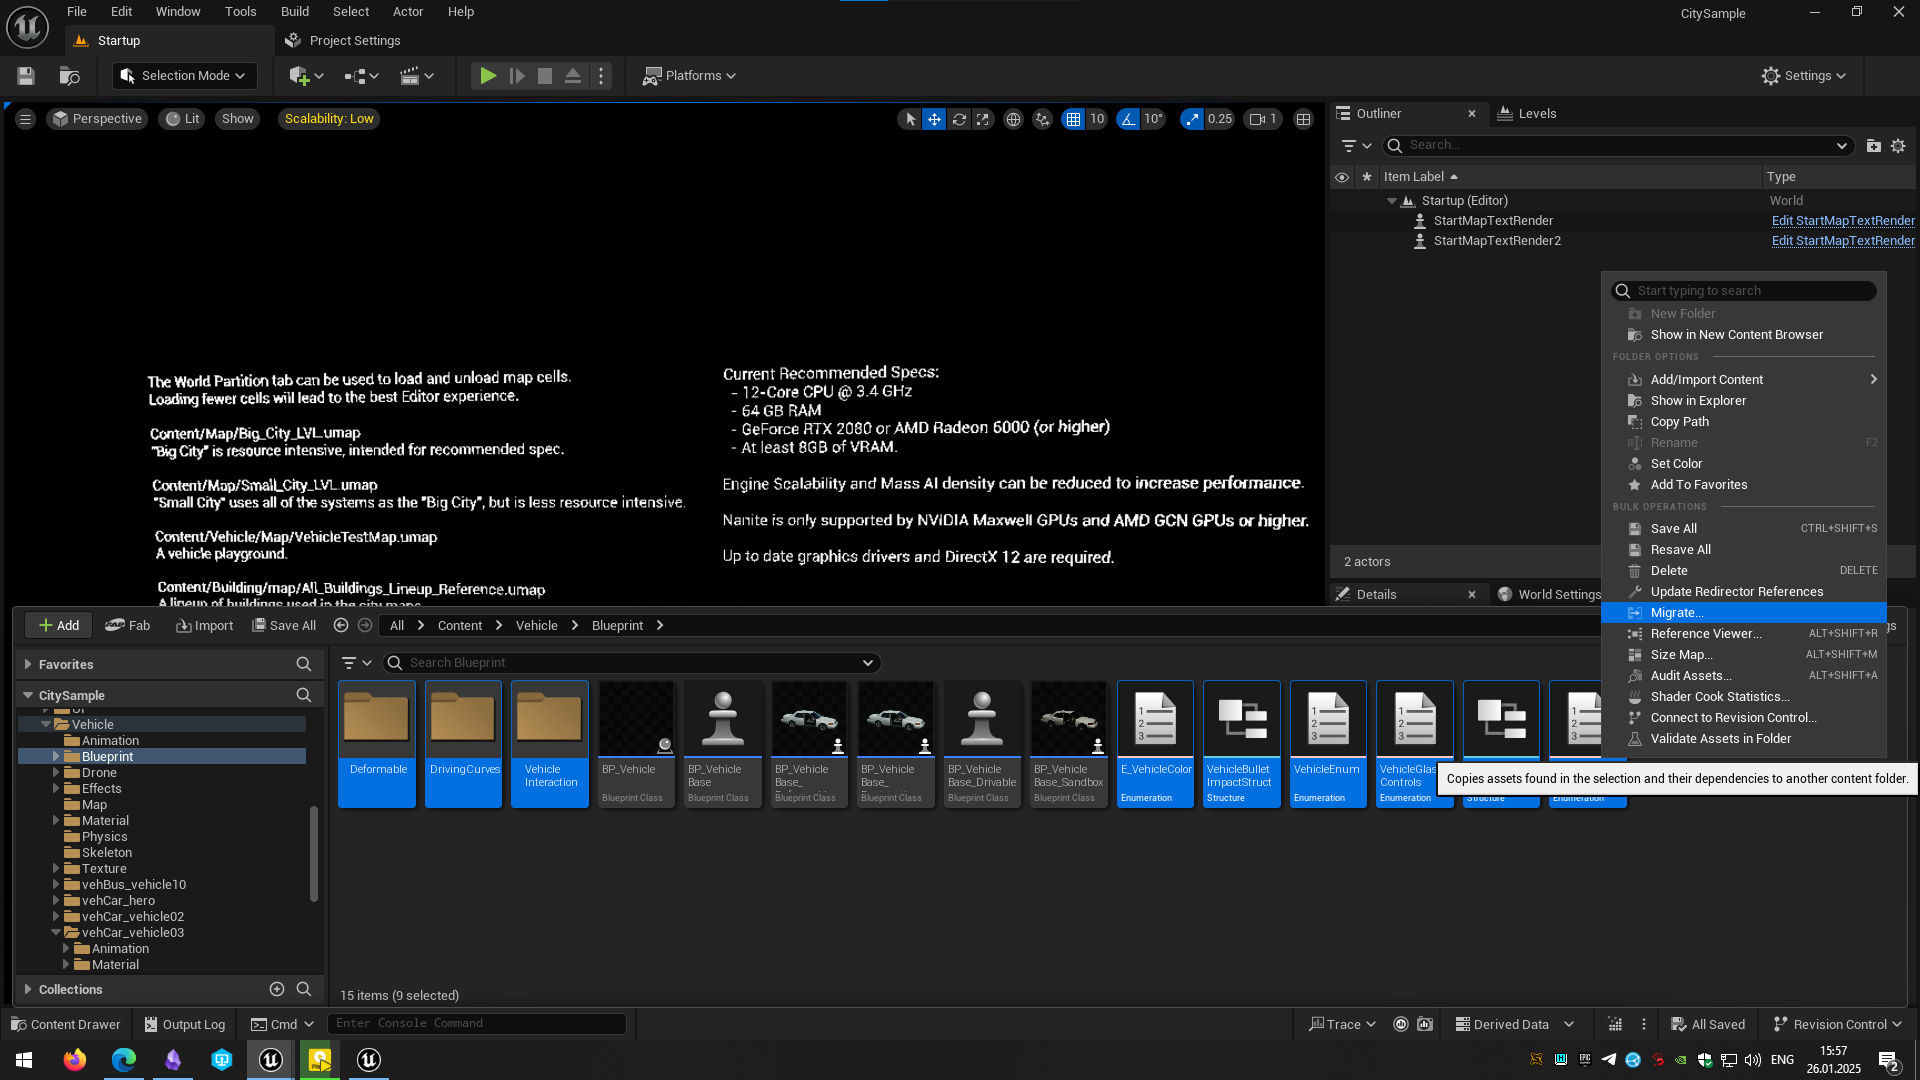 File Edit Window Tools Build Select Actor Help
CitySample
Startup
Project Settings
Selection Mode
Platforms
Settings
Perspective Lit Show Scalability: Low
10 10° 0.25 1
The World Partition tab can be used to load and unload map cells.
Loading fewer cells will lead to the best Editor experience.
Content/Map/Big_City_LVL.umap
"Big City" is resource intensive, intended for recommended spec.
Content/Map/Small_City_LVL.umap
"Small City" uses all of the systems as the "Big City", but is less resource intensive.
Content/Vehicle/Map/VehicleTestMap.umap
A vehicle playground.
Content/Building/map/All_Buildings_Lineup_Reference.umap
A lineup of buildings used in the city maps
Current Recommended Specs:
- 12-Core CPU @ 3.4 GHz
- 64 GB RAM
- GeForce RTX 2080 or AMD Radeon 6000 (or higher)
- At least 8GB of VRAM.
Engine Scalability and Mass AI density can be reduced to increase performance.
Nanite is only supported by NVIDIA Maxwell GPUs and AMD GCN GPUs or higher.
Up to date graphics drivers and DirectX 12 are required.
Outliner
Levels
Search...
Item Label Type
Startup (Editor) World
StartMapTextRender Edit StartMapTextRender
StartMapTextRender2 Edit StartMapTextRender
2 actors
Details
World Settings
Start typing to search
New Folder
Show in New Content Browser
FOLDER OPTIONS
Add/Import Content
Show in Explorer
Copy Path
Rename F2
Set Color
Add To Favorites
BULK OPERATIONS
Save All CTRL+SHIFT+S
Resave All
Delete DELETE
Update Redirector References
Migrate...
Reference Viewer... ALT+SHIFT+R
Size Map... ALT+SHIFT+M
Audit Assets... ALT+SHIFT+A
Shader Cook Statistics...
Connect to Revision Control...
Validate Assets in Folder
Copies assets found in the selection and their dependencies to another content folder.
Add Fab Import Save All All Content Vehicle Blueprint
Favorites
CitySample
Vehicle
Animation
Blueprint
Drone
Effects
Map
Material
Physics
Skeleton
Texture
vehBus_vehicle10
vehCar_hero
vehCar_vehicle02
vehCar_vehicle03
Animation
Material
Collections
Search Blueprint
Deformable
DrivingCurves
Vehicle
Interaction
BP_Vehicle
Blueprint Class
BP_Vehicle
Base
Blueprint Class
BP_Vehicle
Base_
Blueprint Class
BP_Vehicle
Base_
Blueprint Class
BP_Vehicle
Base_Drivable
Blueprint Class
BP_Vehicle
Base_Sandbox
Blueprint Class
E_VehicleColor
Enumeration
VehicleBullet
ImpactStruct
Structure
VehicleEnum
Enumeration
VehicleGlas
Controls
Enumeration
Structure
Enumeration
15 items (9 selected)
Content Drawer Output Log Cmd Enter Console Command
Trace Derived Data All Saved Revision Control
ENG
15:57
26.01.2025
2